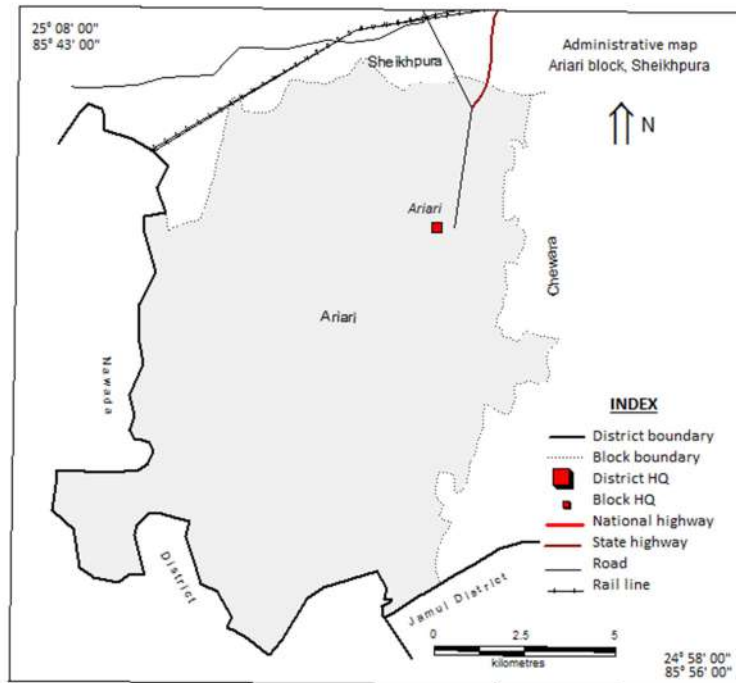 25° 08' 00"
85° 43' 00"
Administrative map
Ariari block, Sheikhpura
N
Sheikhpura
Ariari
Chewara
Ariari
Nawada
District
Jamui District
INDEX
District boundary
Block boundary
District HQ
Block HQ
National highway
State highway
Road
Rail line
0 2.5 5
kilometres
24° 58' 00"
85° 56' 00"